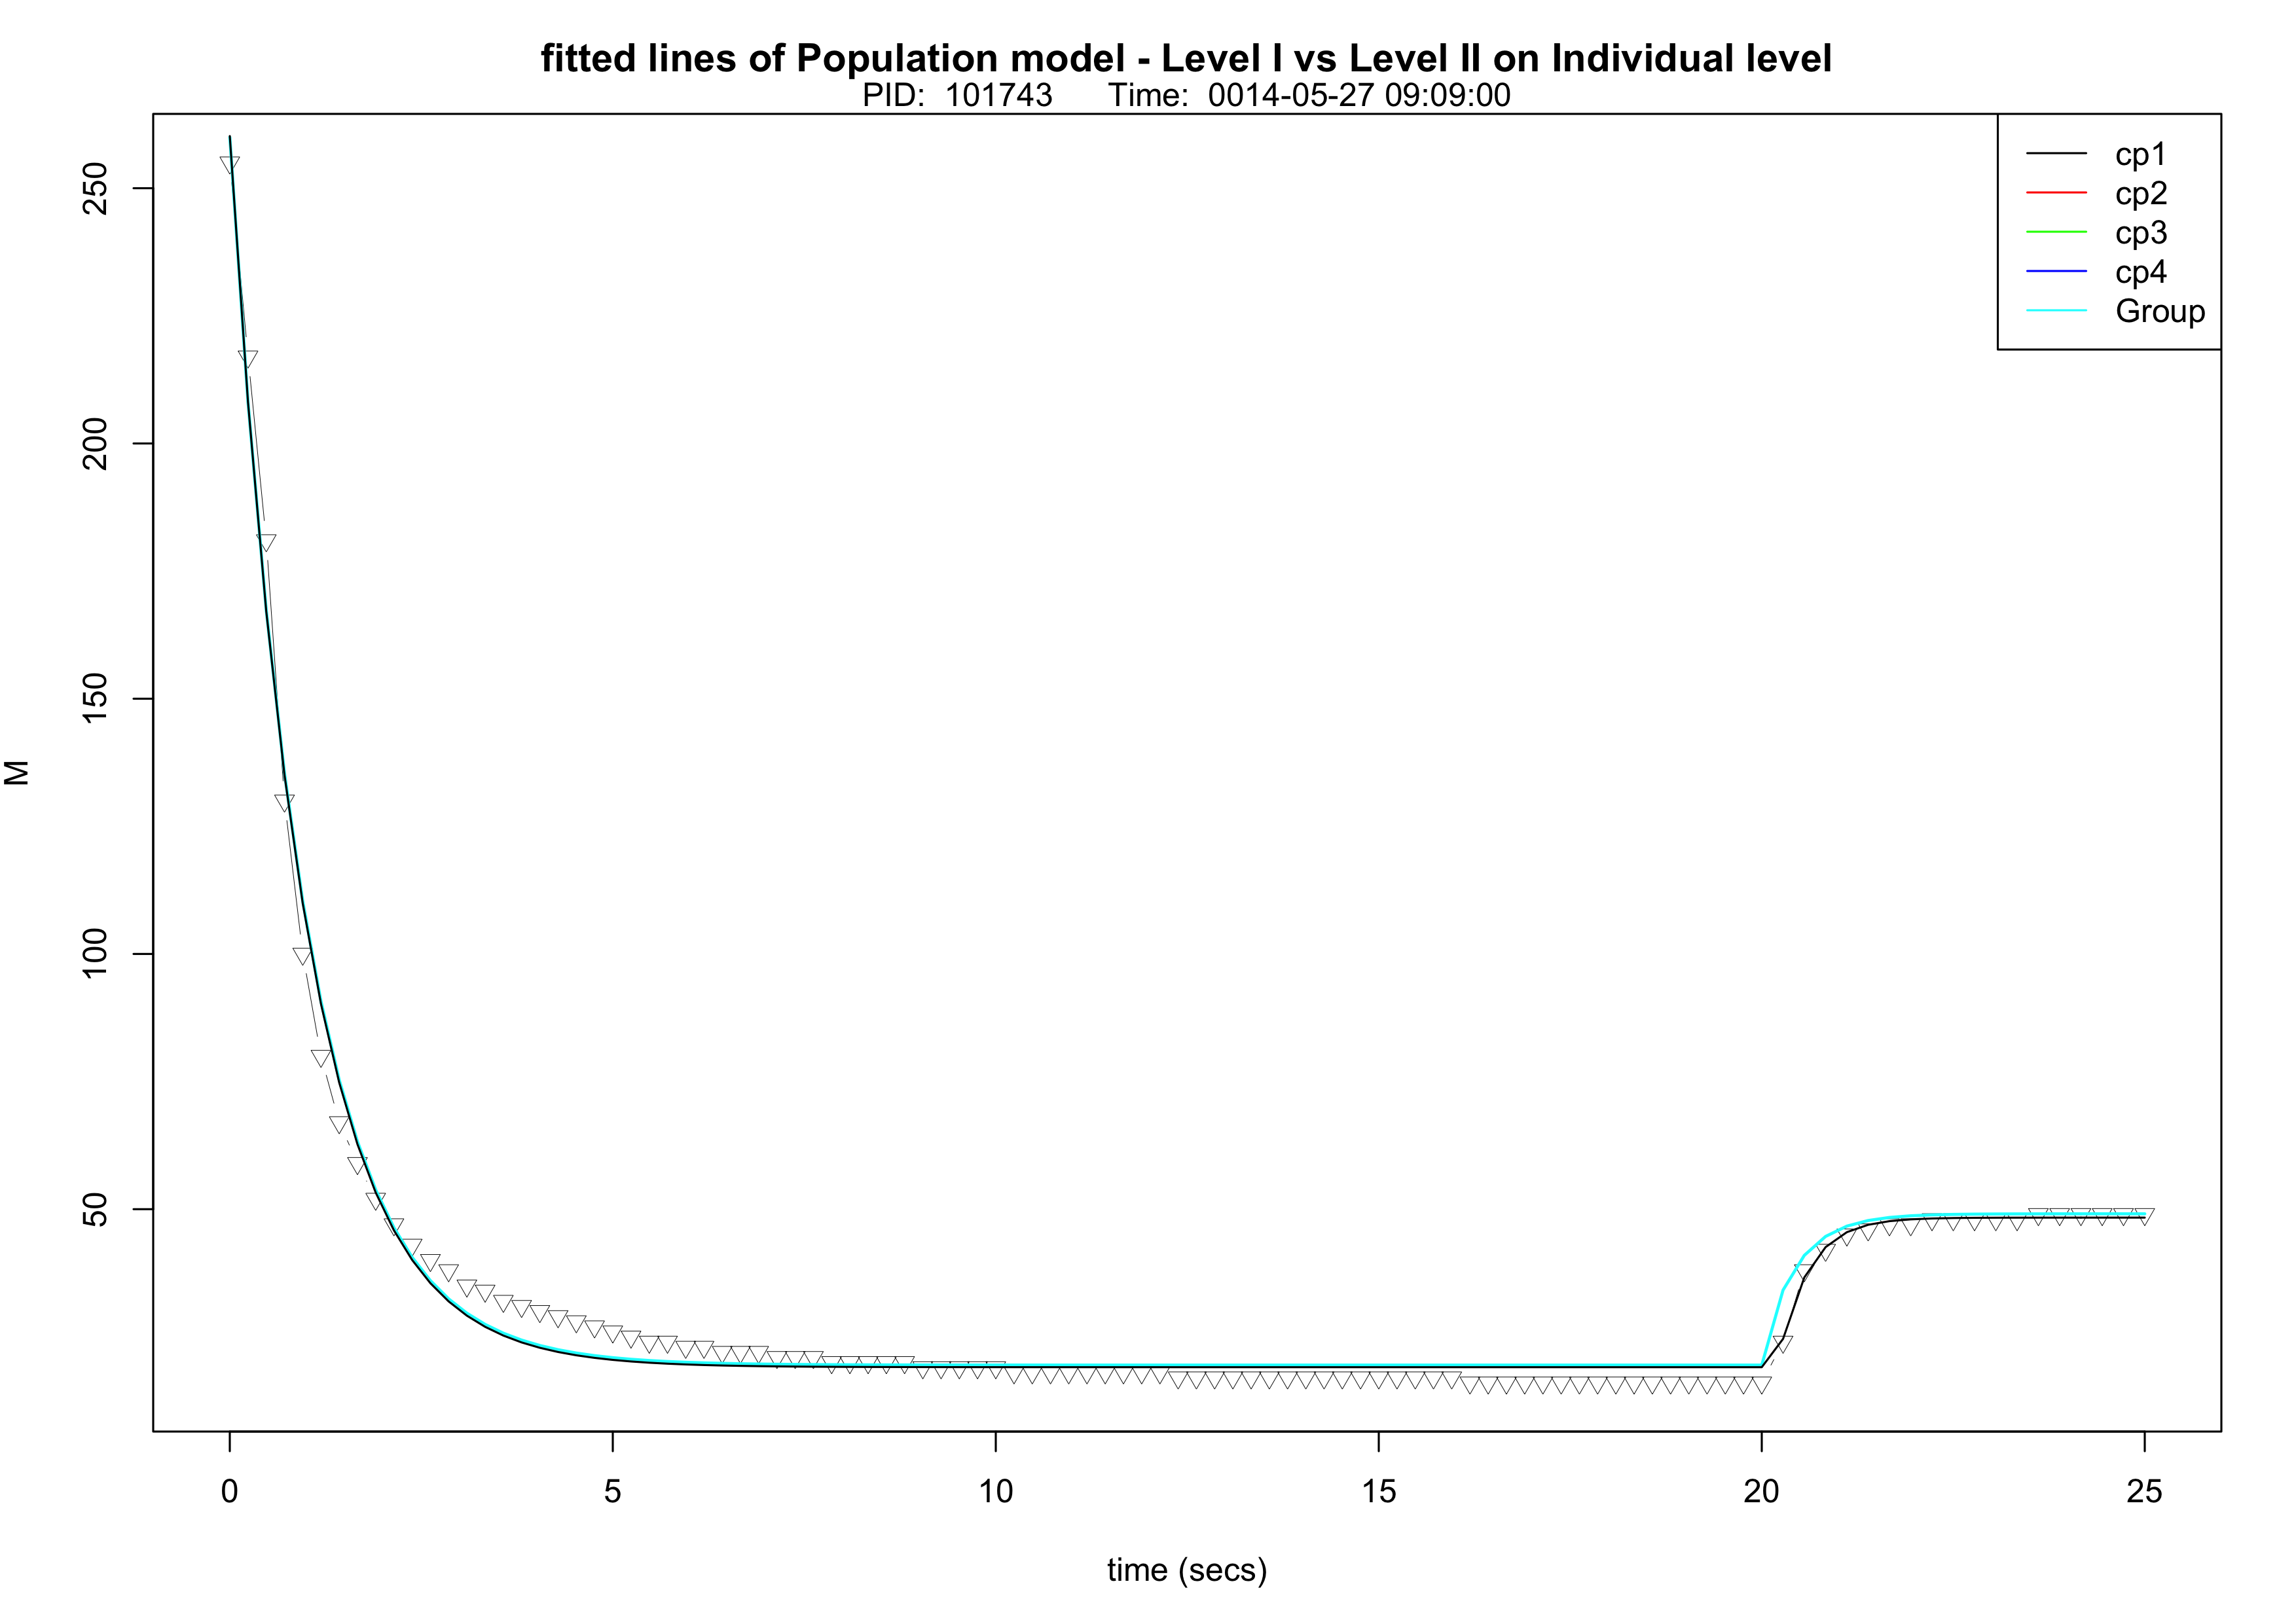 fitted lines of Population model - Level I vs Level II on Individual level
PID: 101743 Time: 0014-05-27 09:09:00
cp1
cp2
cp3
cp4
Group
250
200
150
100
50
M
0 5 10 15 20 25
time (secs)